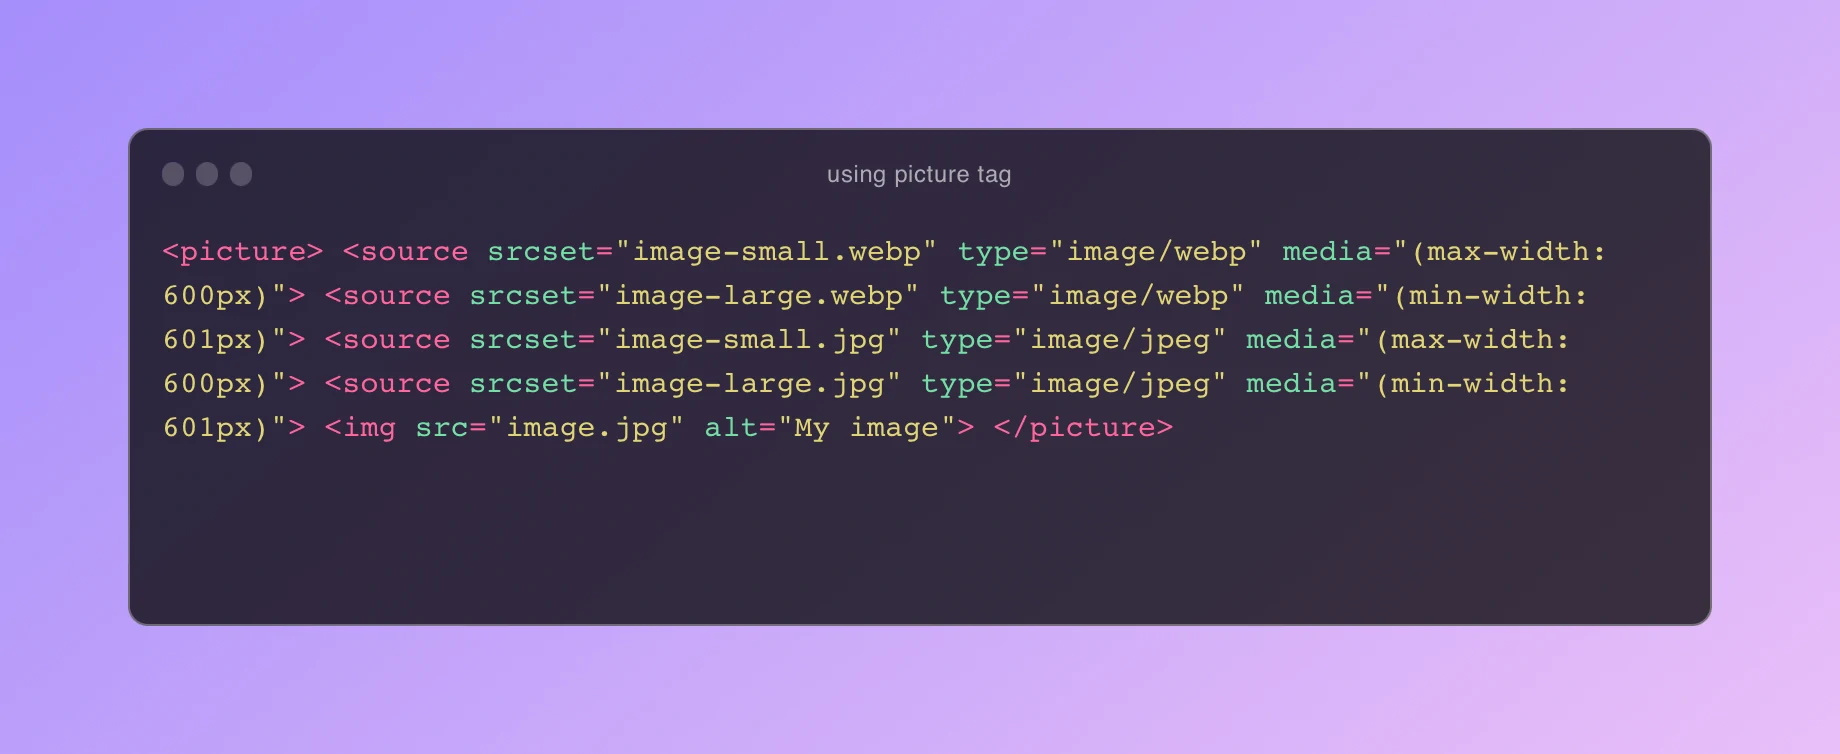 using picture tag
<picture> <source srcset="image-small.webp" type="image/webp" media="(max-width:
600px)"> <source srcset="image-large.webp" type="image/webp" media="(min-width:
601px)"> <source srcset="image-small.jpg" type="image/jpeg" media="(max-width:
600px)"> <source srcset="image-large.jpg" type="image/jpeg" media="(min-width:
601px)"> <img src="image.jpg" alt="My image"> </picture>